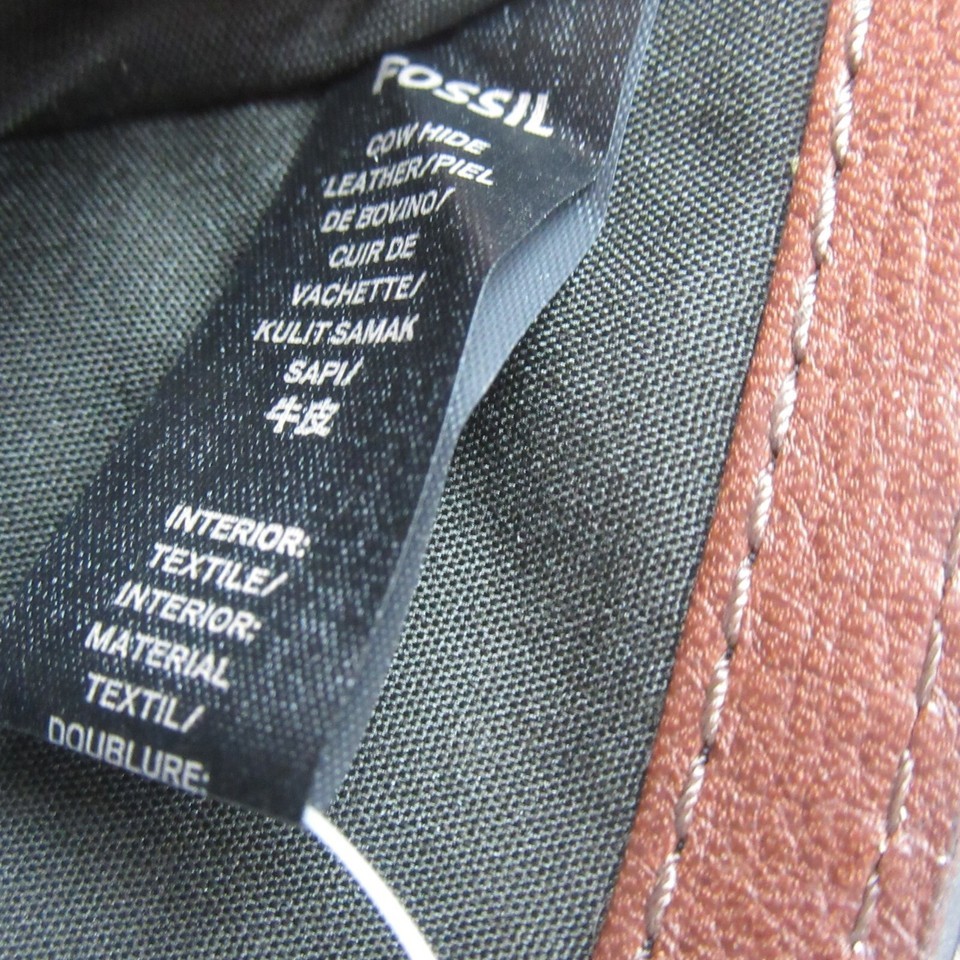 FOSSIL
COW HIDE
LEATHER/PIEL
DE BOVINO/
CUIR DE
VACHETTE/
KULIT SAMAK
SAPI/
牛皮
INTERIOR:
TEXTILE/
INTERIOR:
MATERIAL
TEXTIL/
DOUBLURE: